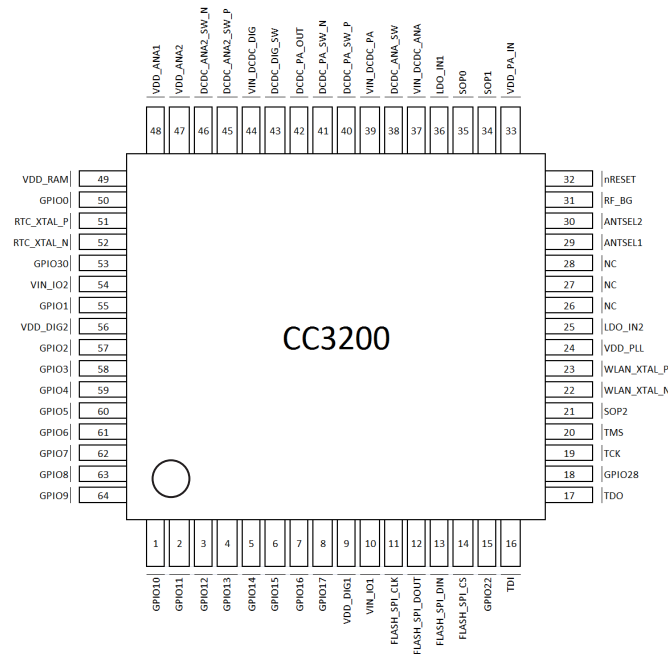 VDD_ANA1
VDD_ANA2
DCDC_ANA2_SW_N
DCDC_ANA2_SW_P
VIN_DCDC_DIG
DCDC_DIG_SW
DCDC_PA_OUT
DCDC_PA_SW_N
DCDC_PA_SW_P
VIN_DCDC_PA
DCDC_ANA_SW
VIN_DCDC_ANA
LDO_IN1
SOP0
SOP1
VDD_PA_IN
48 47 46 45 44 43 42 41 40 39 38 37 36 35 34 33
VDD_RAM 49
GPIO0 50
RTC_XTAL_P 51
RTC_XTAL_N 52
GPIO30 53
VIN_IO2 54
GPIO1 55
VDD_DIG2 56
GPIO2 57
GPIO3 58
GPIO4 59
GPIO5 60
GPIO6 61
GPIO7 62
GPIO8 63
GPIO9 64
CC3200
32 nRESET
31 RF_BG
30 ANTSEL2
29 ANTSEL1
28 NC
27 NC
26 NC
25 LDO_IN2
24 VDD_PLL
23 WLAN_XTAL_P
22 WLAN_XTAL_N
21 SOP2
20 TMS
19 TCK
18 GPIO28
17 TDO
1 2 3 4 5 6 7 8 9 10 11 12 13 14 15 16
GPIO10
GPIO11
GPIO12
GPIO13
GPIO14
GPIO15
GPIO16
GPIO17
VDD_DIG1
VIN_IO1
FLASH_SPI_CLK
FLASH_SPI_DOUT
FLASH_SPI_DIN
FLASH_SPI_CS
GPIO22
TDI